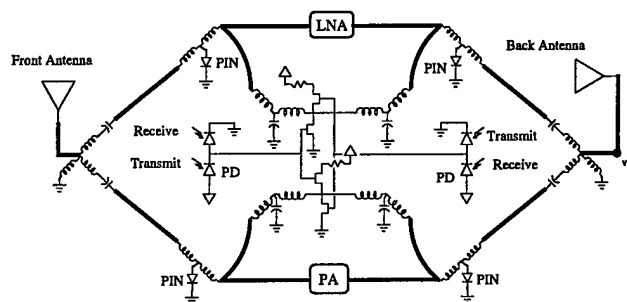 LNA
Front Antenna
PIN
PIN
Back Antenna
Receive
Transmit
PD
Transmit
Receive
PD
PIN
PA
PIN